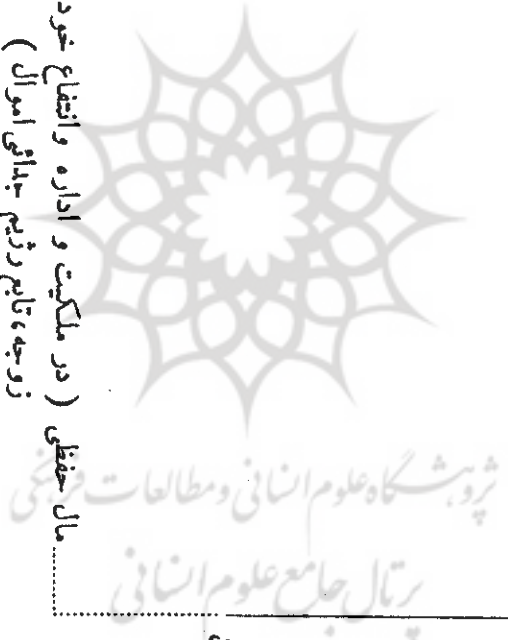 مال حفظی ( در ملکیت و اداره وانتفاع خود
زوجه، تابع رژیم جدائی اموال )
پژوهشگاه علوم انسانی و مطالعات فرهنگی
پرتال جامع علوم انسانی